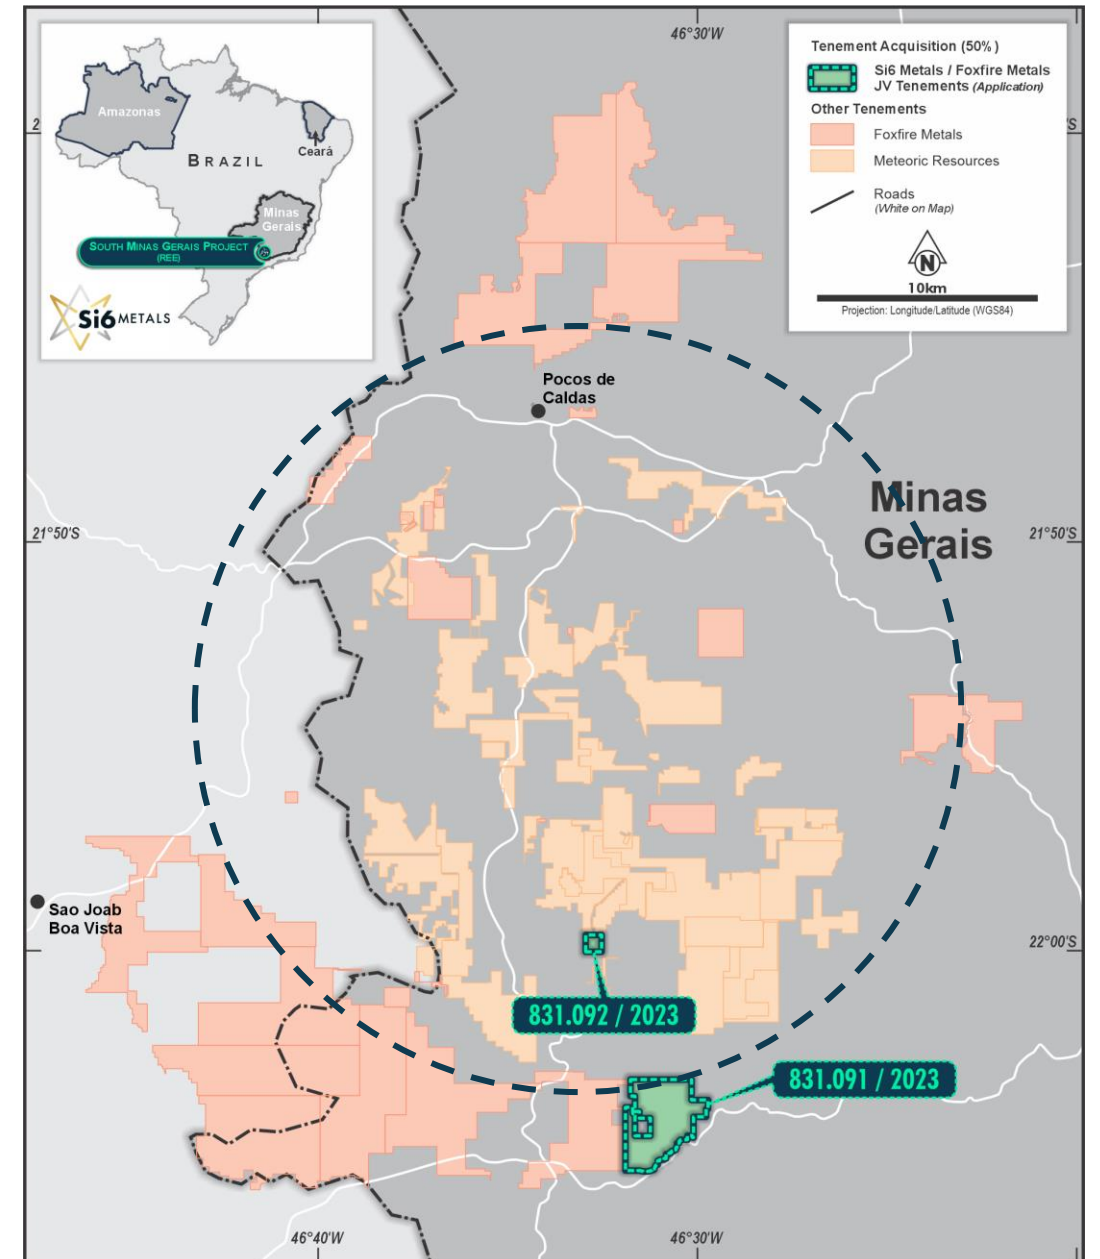 46°30'W
Amazonas
BRAZIL
Ceará
Minas
Gerais
SOUTH MINAS GERAIS PROJECT
(REE)
Si6 METALS
Tenement Acquisition (50%)
Si6 Metals / Foxfire Metals
JV Tenements (Application)
Other Tenements
Foxfire Metals
Meteoric Resources
Roads
(White on Map)
N
10km
Projection: Longitude/Latitude (WGS84)
2
'S
Pocos de
Caldas
Minas
Gerais
21°50'S
21°50'S
Sao Joab
Boa Vista
22°00'S
831.092 / 2023
831.091 / 2023
46°40'W
46°30'W